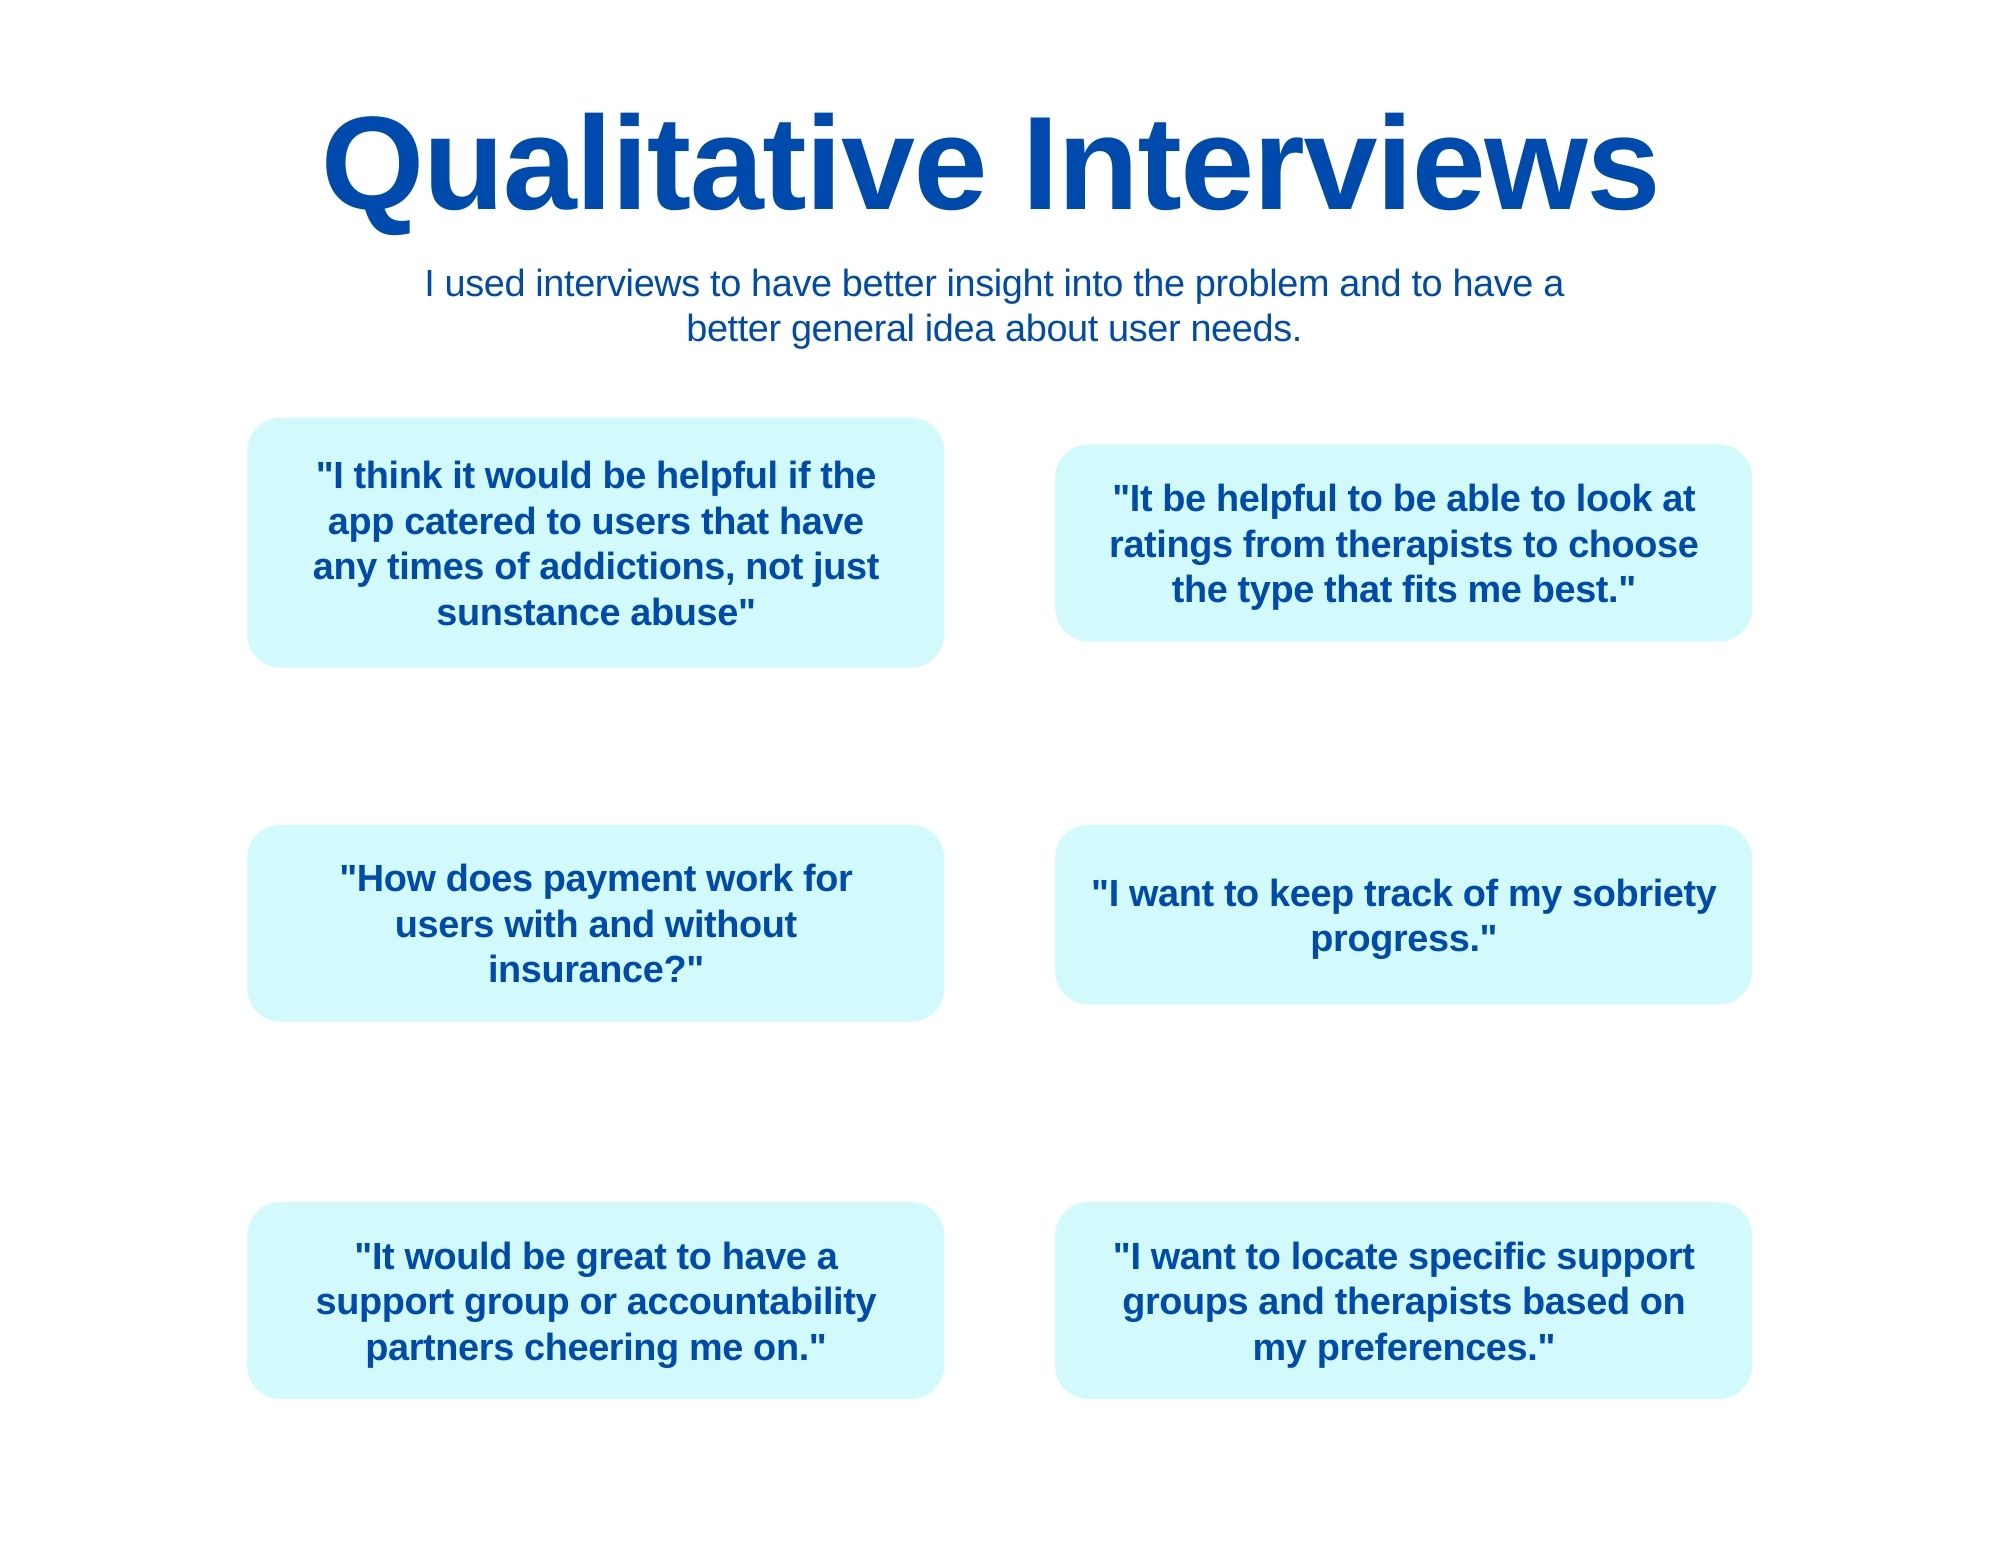 Qualitative Interviews
I used interviews to have better insight into the problem and to have a
better general idea about user needs.
"I think it would be helpful if the
app catered to users that have
any times of addictions, not just
sunstance abuse"
"It be helpful to be able to look at
ratings from therapists to choose
the type that fits me best."
"How does payment work for
users with and without
insurance?"
"I want to keep track of my sobriety
progress."
"It would be great to have a
support group or accountability
partners cheering me on."
"I want to locate specific support
groups and therapists based on
my preferences."